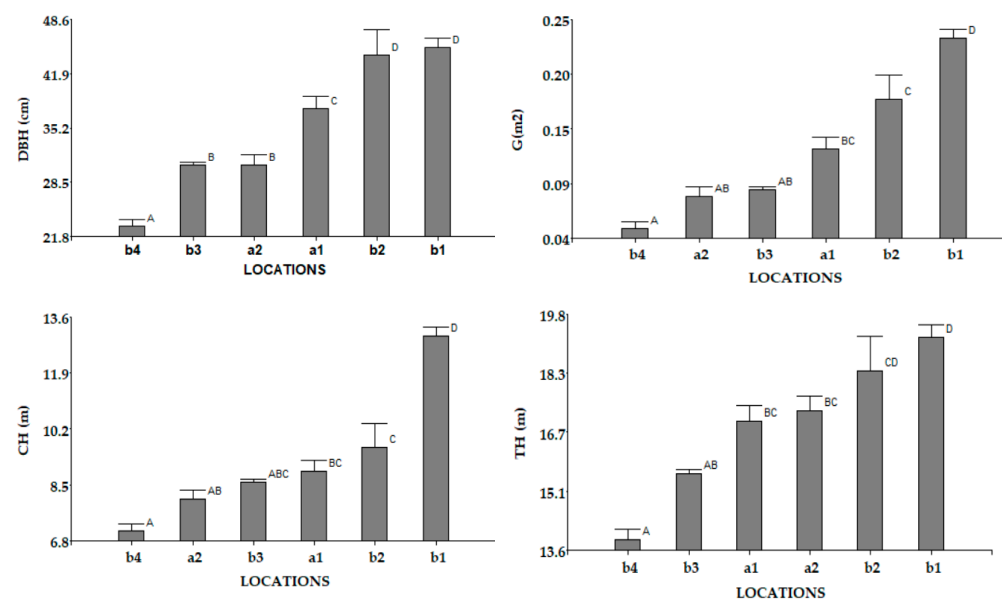 48.6
41.9
35.2
28.5
21.8
DBH (cm)
A
B
B
C
D
D
b4 b3 a2 a1 b2 b1
LOCATIONS
0.25
0.20
0.15
0.09
0.04
G(m2)
A
AB
AB
BC
C
D
b4 a2 b3 a1 b2 b1
LOCATIONS
13.6
11.9
10.2
8.5
6.8
CH (m)
A
AB
ABC
BC
C
D
b4 a2 b3 a1 b2 b1
LOCATIONS
19.8
18.3
16.7
15.1
13.6
TH (m)
A
AB
BC
BC
CD
D
b4 b3 a1 a2 b2 b1
LOCATIONS